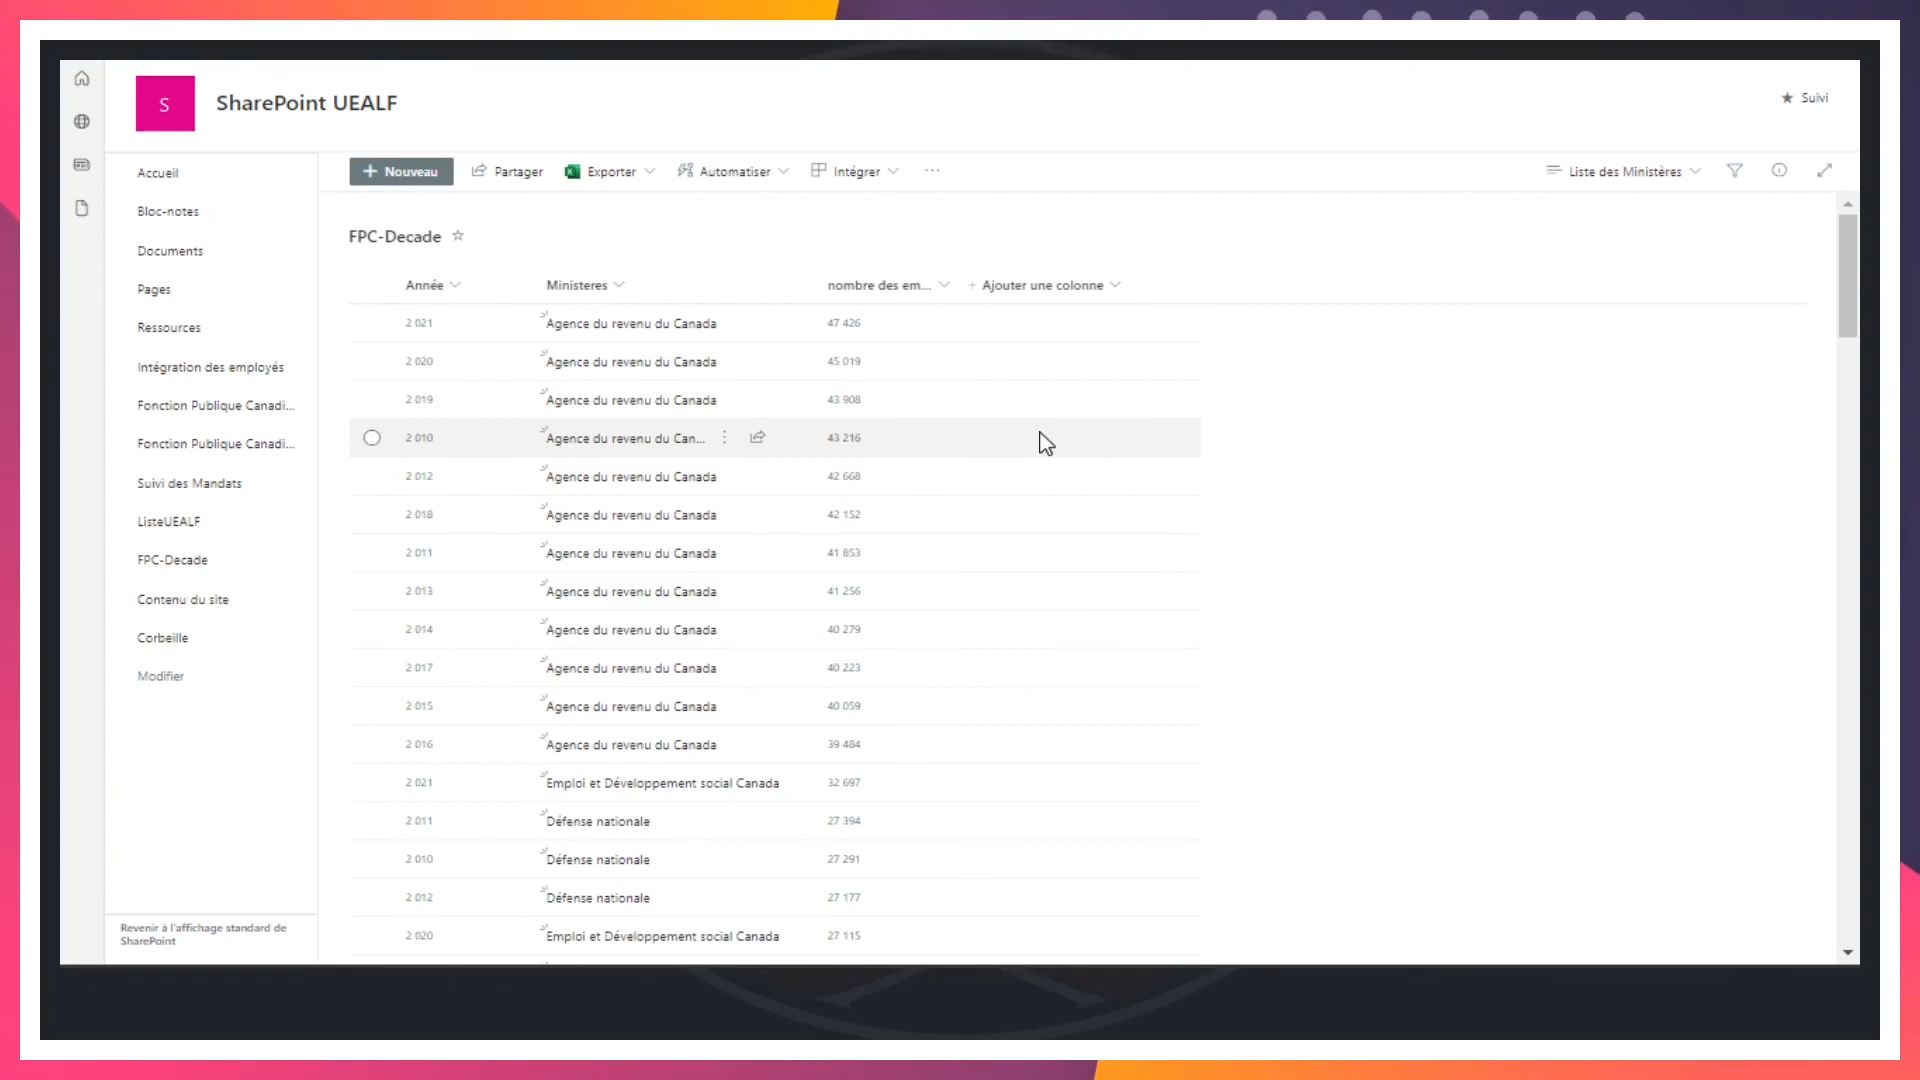 S
SharePoint UEALF
Suivi
Accueil
Bloc-notes
Documents
Pages
Ressources
Intégration des employés
Fonction Publique Canadi...
Fonction Publique Canadi...
Suivi des Mandats
ListeUEALF
FPC-Decade
Contenu du site
Corbeille
Modifier
Revenir à l'affichage standard de
SharePoint
+ Nouveau Partager Exporter Automatiser Intégrer ... Liste des Ministères
FPC-Decade
Année Ministeres nombre des em... + Ajouter une colonne
2 021 Agence du revenu du Canada 47 426
2 020 Agence du revenu du Canada 45 019
2 019 Agence du revenu du Canada 43 908
2 010 Agence du revenu du Can... 43 216
2 012 Agence du revenu du Canada 42 668
2 018 Agence du revenu du Canada 42 152
2 011 Agence du revenu du Canada 41 853
2 013 Agence du revenu du Canada 41 256
2 014 Agence du revenu du Canada 40 279
2 017 Agence du revenu du Canada 40 223
2 015 Agence du revenu du Canada 40 059
2 016 Agence du revenu du Canada 39 484
2 021 Emploi et Développement social Canada 32 697
2 011 Défense nationale 27 394
2 010 Défense nationale 27 291
2 012 Défense nationale 27 177
2 020 Emploi et Développement social Canada 27 115